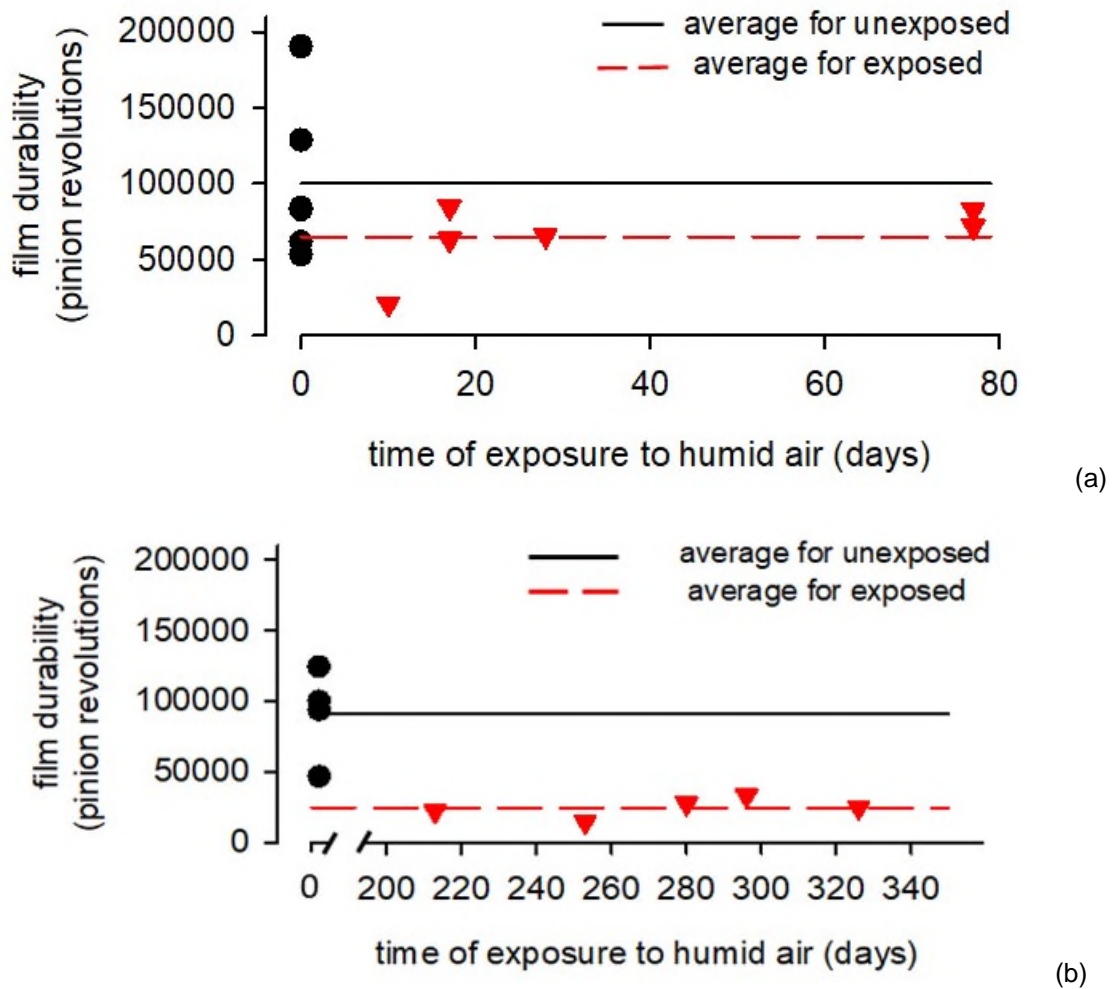 200000
150000
100000
50000
0
film durability
(pinion revolutions)
average for unexposed
average for exposed
0 20 40 60 80
time of exposure to humid air (days)
(a)
200000
150000
100000
50000
0
film durability
(pinion revolutions)
average for unexposed
average for exposed
0 200 220 240 260 280 300 320 340
time of exposure to humid air (days)
(b)